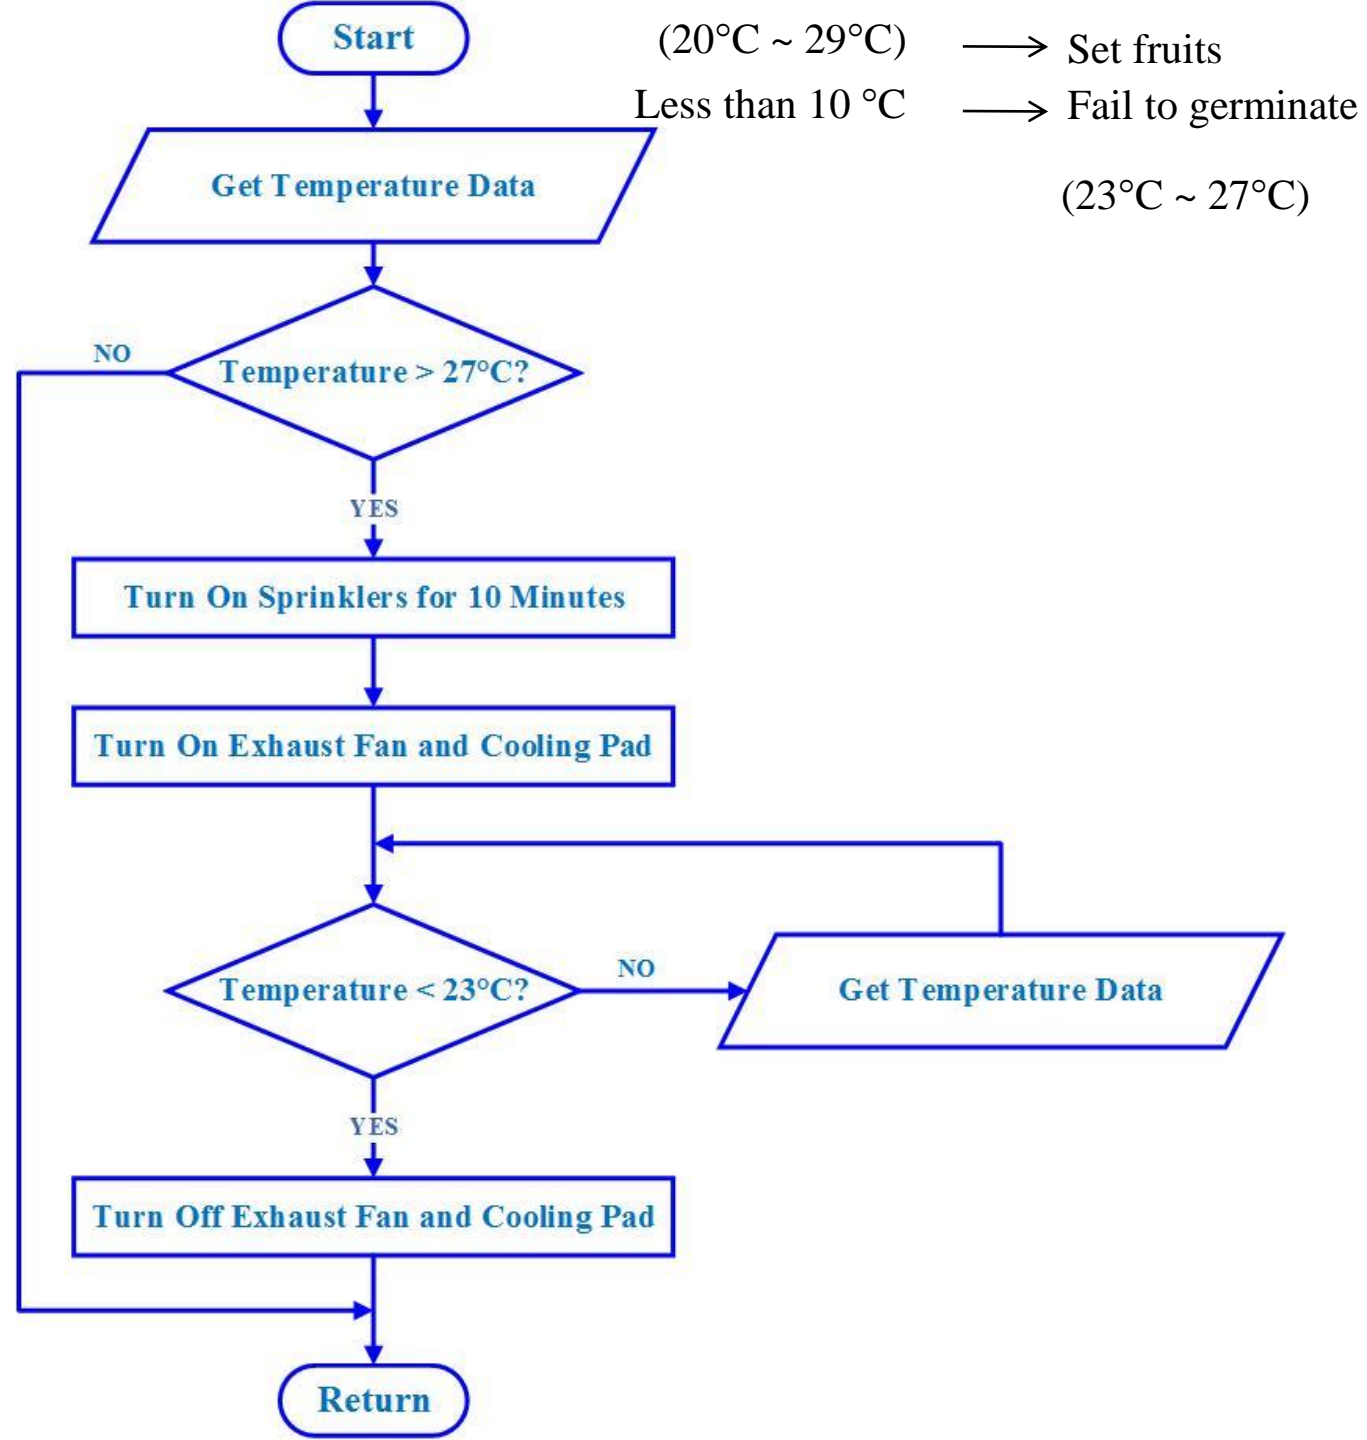 Start
(20°C ~ 29°C) Set fruits
Less than 10 °C Fail to germinate
Get Temperature Data
(23°C ~ 27°C)
NO
Temperature > 27°C?
YES
Turn On Sprinklers for 10 Minutes
Turn On Exhaust Fan and Cooling Pad
Temperature < 23°C?
NO
Get Temperature Data
YES
Turn Off Exhaust Fan and Cooling Pad
Return